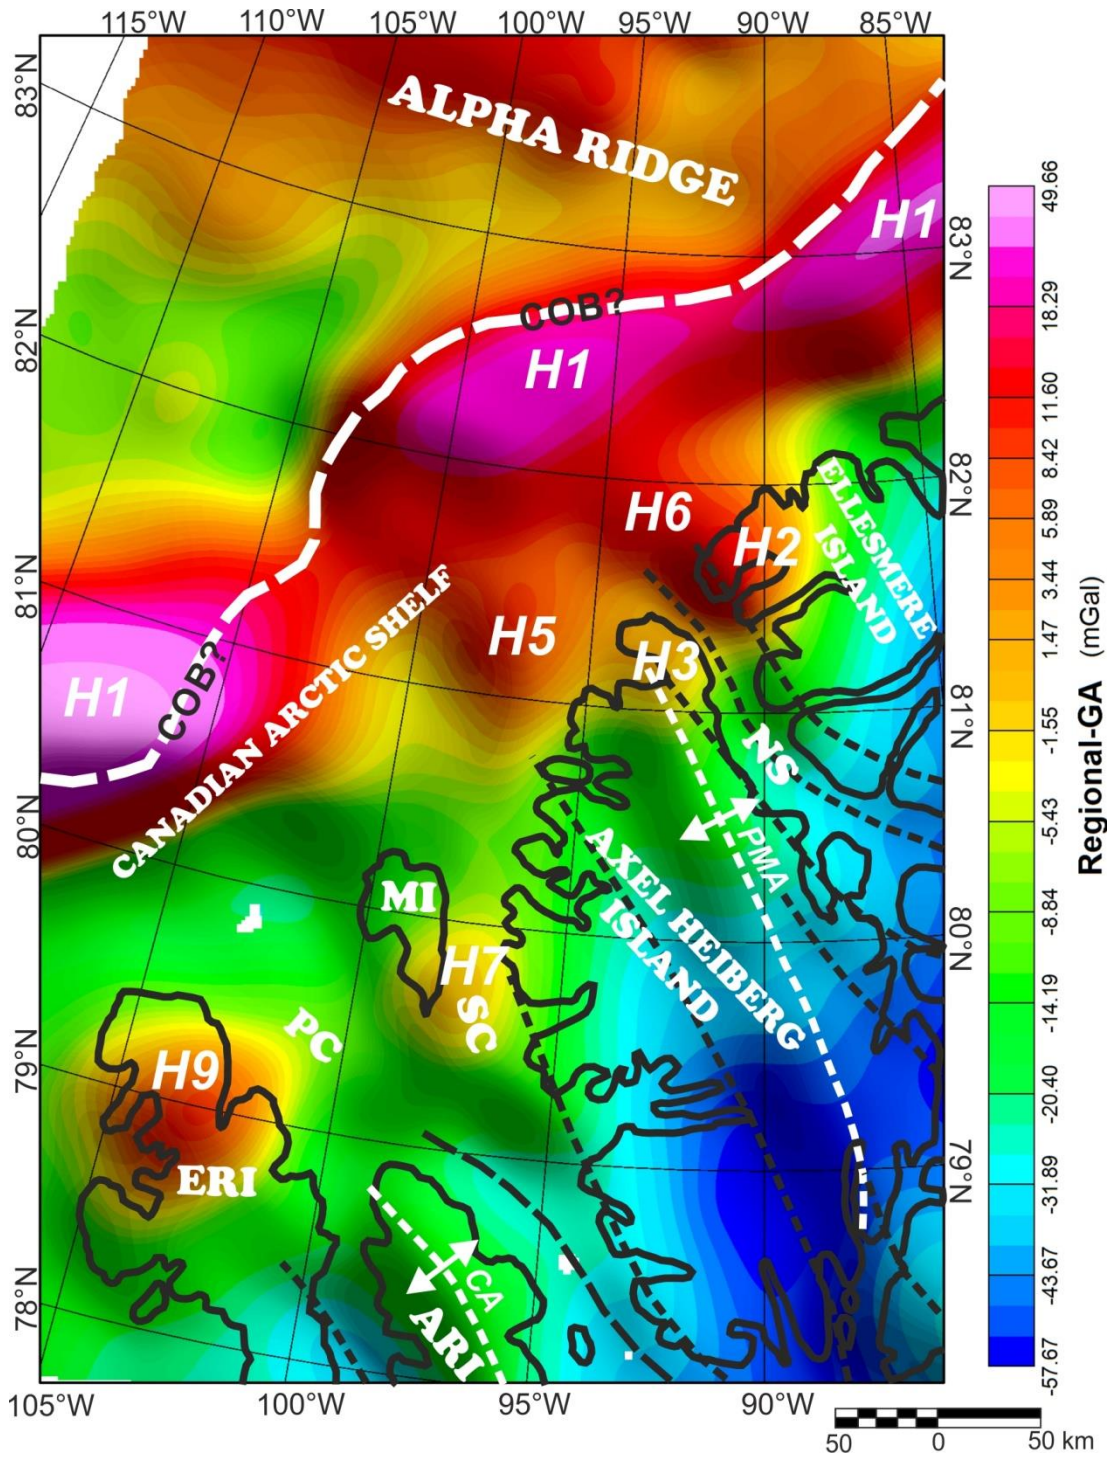 110°W 105°W 100°W 95°W 90°W 85°W
115°W
83°N
ALPHA RIDGE
49.66
H1
83°N
18.29
82°N
COB?
H1
11.60
8.42
82°N
ELLESMERE
ISLAND
H6
H2
5.89
3.44
81°N
CANADIAN ARCTIC SHELF
H5
H3
1.47
Regional-GA (mGal)
COB?
H1
81°N
-1.55
NS
80°N
-5.43
PMA
AXEL HEIBERG
ISLAND
MI
-8.84
80°N
H7
SC
-14.19
PC
79°N
H9
-20.40
ERI
79°N
-31.89
CA
78°N
-43.67
ARI
-57.67
105°W 100°W 95°W 90°W
50 0 50 km